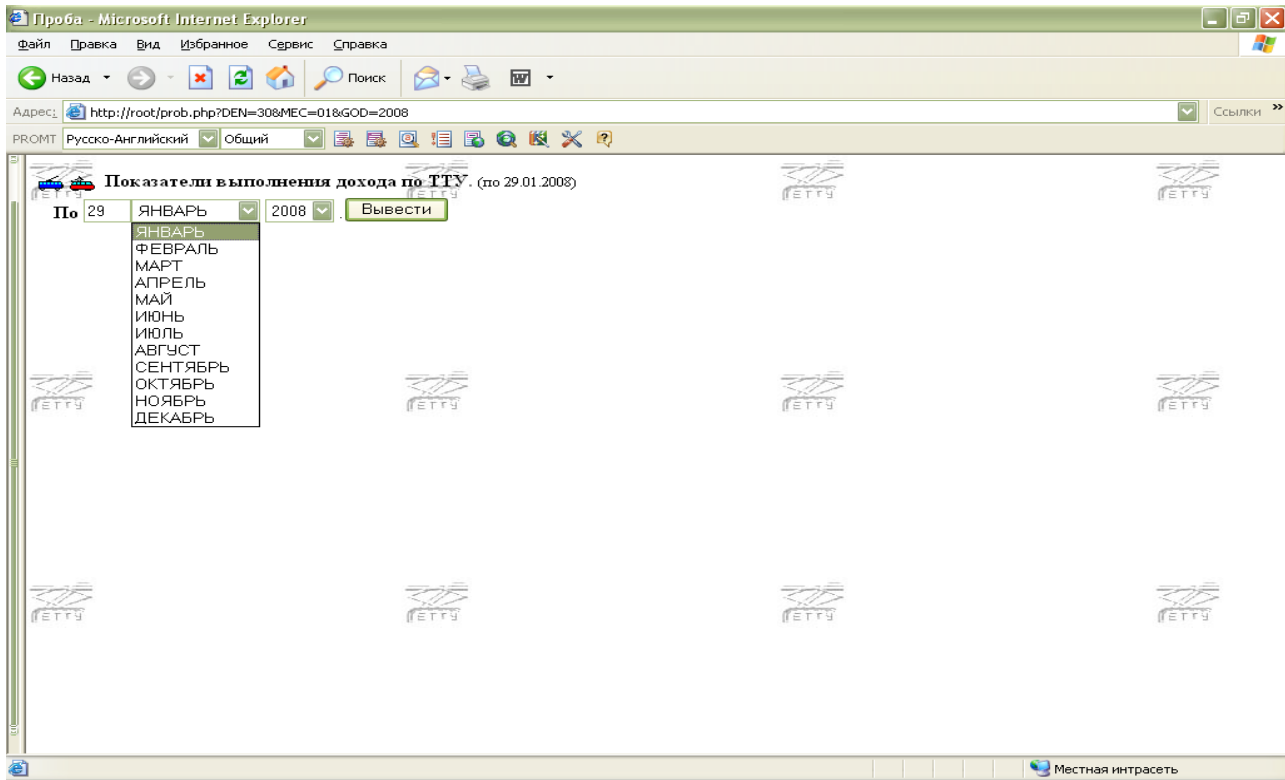 Проба - Microsoft Internet Explorer
Файл Правка Вид Избранное Сервис Справка
Назад Поиск
Адрес: http://root/prob.php?DEN=30&MEC=01&GOD=2008 Ссылки »
PROMT Русско-Английский Общий
Показатели выполнения дохода по ТТУ. (по 29.01.2008)
По 29 ЯНВАРЬ 2008 . Вывести
ЯНВАРЬ
ФЕВРАЛЬ
МАРТ
АПРЕЛЬ
МАЙ
ИЮНЬ
ИЮЛЬ
АВГУСТ
СЕНТЯБРЬ
ОКТЯБРЬ
НОЯБРЬ
ДЕКАБРЬ
Местная интрасеть